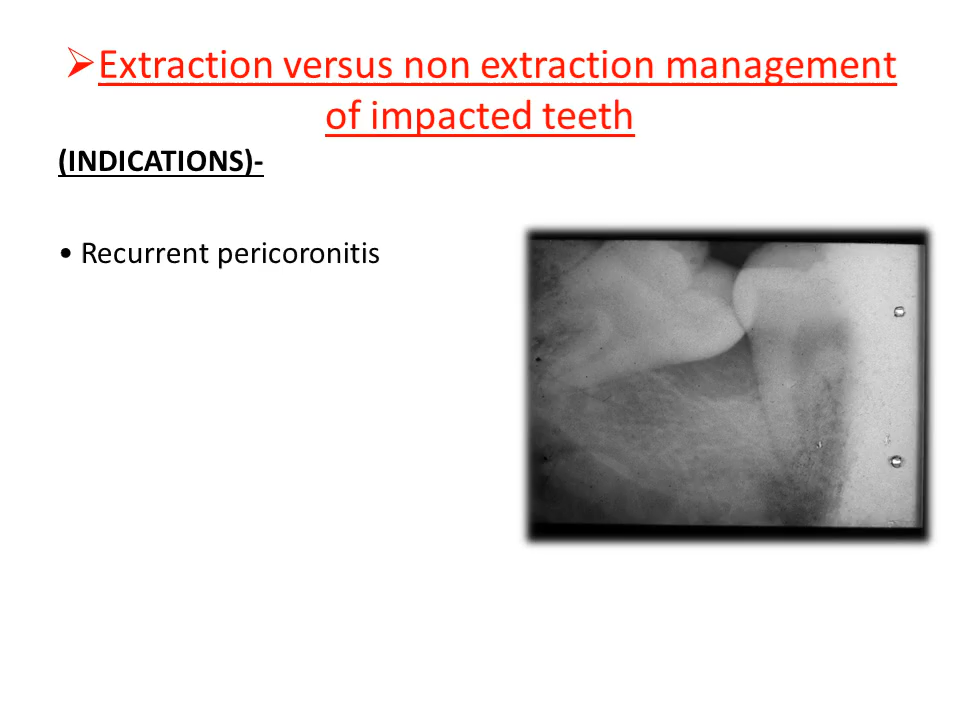 ➢Extraction versus non extraction management
of impacted teeth
(INDICATIONS)-
• Recurrent pericoronitis